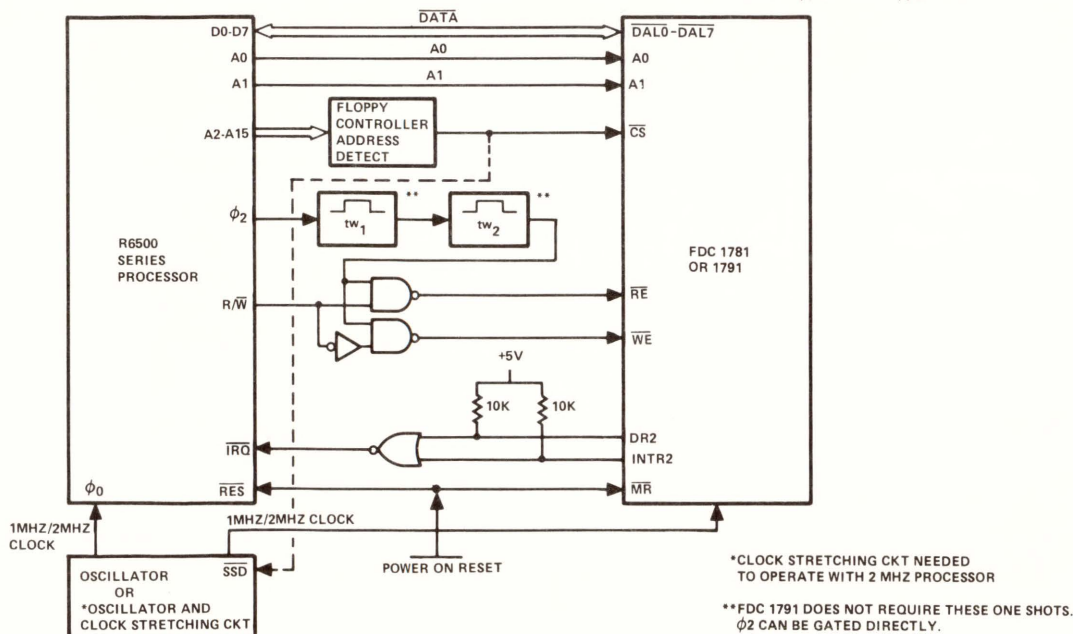 DATA
D0-D7
DAL0-DAL7
A0
A0
A0
A1
A1
A1
A2-A15
FLOPPY
CONTROLLER
ADDRESS
DETECT
CS
**
**
ϕ2
tw1
tw2
R6500
SERIES
PROCESSOR
FDC 1781
OR 1791
R/W
RE
WE
+5V
10K
10K
DR2
IRQ
INTR2
ϕ0
RES
MR
1MHZ/2MHZ
CLOCK
1MHZ/2MHZ CLOCK
SSD
POWER ON RESET
OSCILLATOR
OR
*OSCILLATOR AND
CLOCK STRETCHING CKT
*CLOCK STRETCHING CKT NEEDED
TO OPERATE WITH 2 MHZ PROCESSOR
**FDC 1791 DOES NOT REQUIRE THESE ONE SHOTS.
ϕ2 CAN BE GATED DIRECTLY.